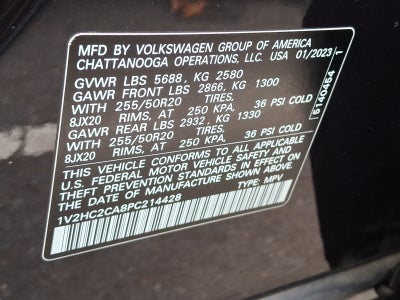 MFD BY VOLKSWAGEN GROUP OF AMERICA
CHATTANOOGA OPERATIONS, LLC. USA 01/2023
GVWR LBS 5688, KG 2580
GAWR FRONT LBS 2866, KG 1300
WITH 255/50R20 TIRES,
8JX20 RIMS, AT 250 KPA, 36 PSI COLD
GAWR REAR LBS 2932, KG 1330
WITH 255/50R20 TIRES,
8JX20 RIMS, AT 250 KPA, 36 PSI COLD
THIS VEHICLE CONFORMS TO ALL APPLICABLE
U.S. FEDERAL MOTOR VEHICLE SAFETY AND
THEFT PREVENTION STANDARDS IN EFFECT ON
THE DATE OF MANUFACTURE SHOWN ABOVE.
1V2HC2CA8PC214428 TYPE: MPV
5140454 1